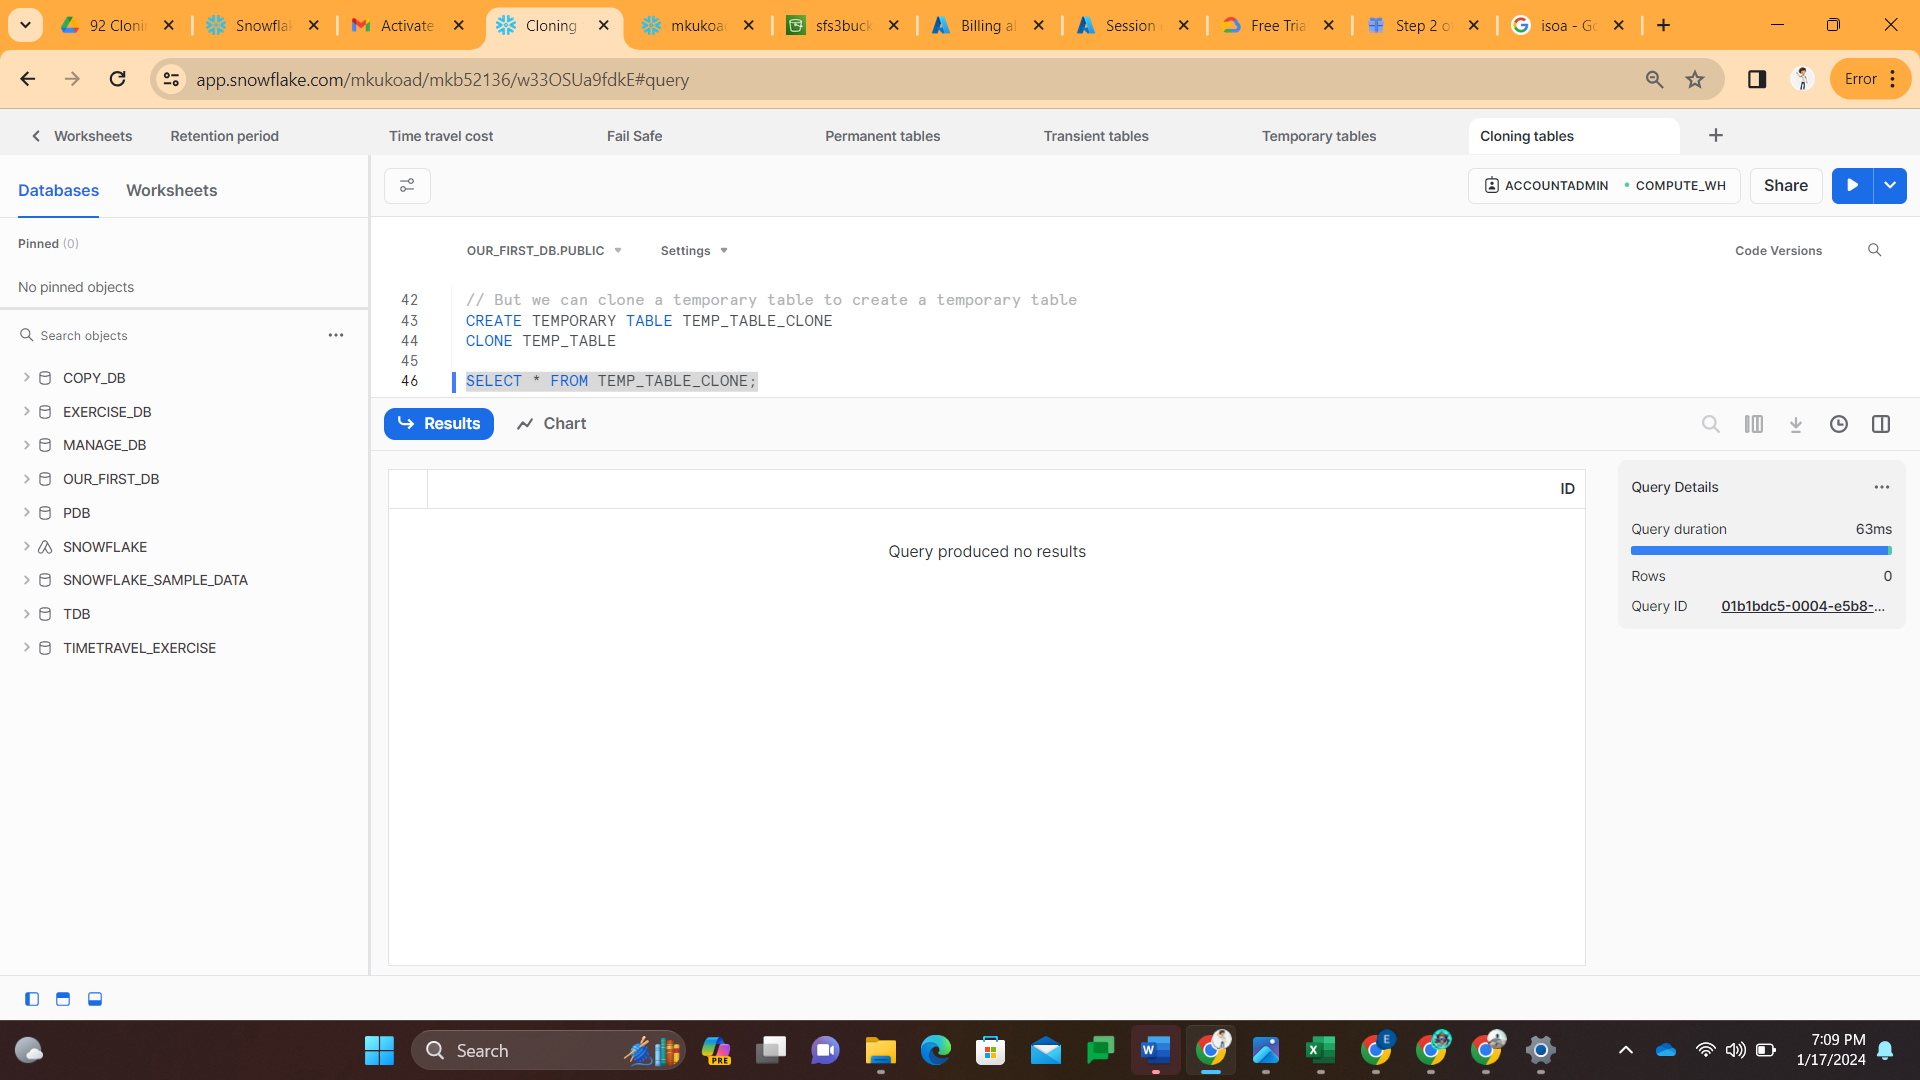 92 Clonin
Snowflak
Activate
Cloning
mkukoac
sfs3buck
Billing al
Session
Free Tria
Step 2 o
isoa - Go
app.snowflake.com/mkukoad/mkb52136/w33OSUa9fdkE#query
Error
Worksheets
Retention period
Time travel cost
Fail Safe
Permanent tables
Transient tables
Temporary tables
Cloning tables
Databases
Worksheets
ACCOUNTADMIN
COMPUTE_WH
Share
Pinned (0)
No pinned objects
OUR_FIRST_DB.PUBLIC
Settings
Code Versions
Search objects
COPY_DB
EXERCISE_DB
MANAGE_DB
OUR_FIRST_DB
PDB
SNOWFLAKE
SNOWFLAKE_SAMPLE_DATA
TDB
TIMETRAVEL_EXERCISE
42 // But we can clone a temporary table to create a temporary table
43 CREATE TEMPORARY TABLE TEMP_TABLE_CLONE
44 CLONE TEMP_TABLE
45
46 SELECT * FROM TEMP_TABLE_CLONE;
Results
Chart
ID
Query produced no results
Query Details
Query duration 63ms
Rows 0
Query ID 01b1bdc5-0004-e5b8-...
Search
PRE
W
X
E
7:09 PM
1/17/2024